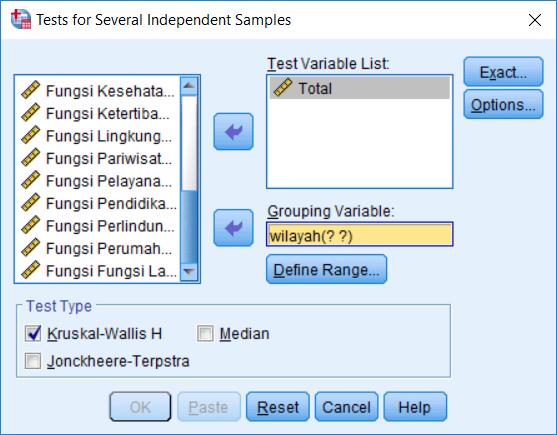 Tests for Several Independent Samples
Fungsi Kesehata...
Fungsi Ketertiba...
Fungsi Lingkung...
Fungsi Pariwisat...
Fungsi Pelayana...
Fungsi Pendidika...
Fungsi Perlindun...
Fungsi Perumah...
Fungsi Fungsi La...
Test Variable List:
Total
Exact...
Options...
Grouping Variable:
wilayah(? ?)
Define Range...
Test Type
Kruskal-Wallis H
Median
Jonckheere-Terpstra
OK
Paste
Reset
Cancel
Help